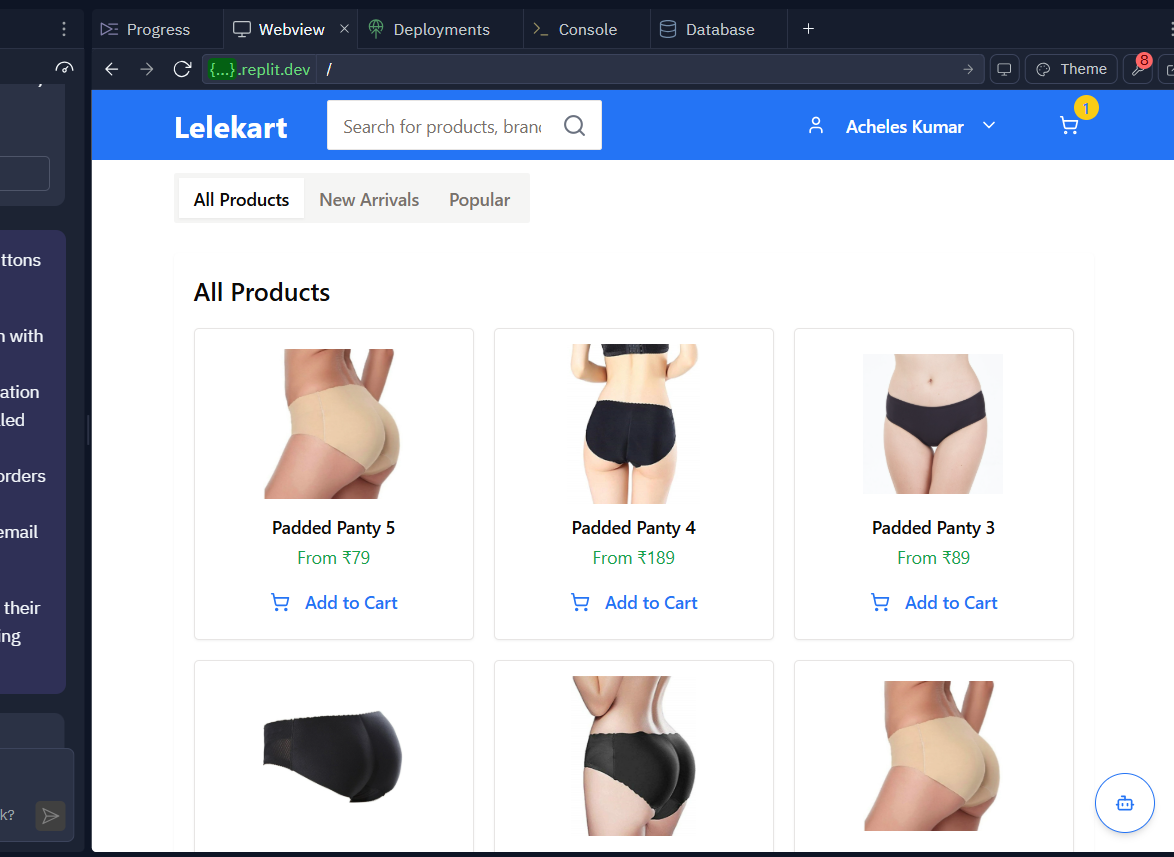 Progress
Webview
Deployments
Console
Database
{...}.replit.dev /
Theme
8
Lelekart
Search for products, bran
Acheles Kumar
1
All Products
New Arrivals
Popular
All Products
Padded Panty 5
From ₹79
Add to Cart
Padded Panty 4
From ₹189
Add to Cart
Padded Panty 3
From ₹89
Add to Cart
ttons
with
ation
led
orders
email
their
ing
k?